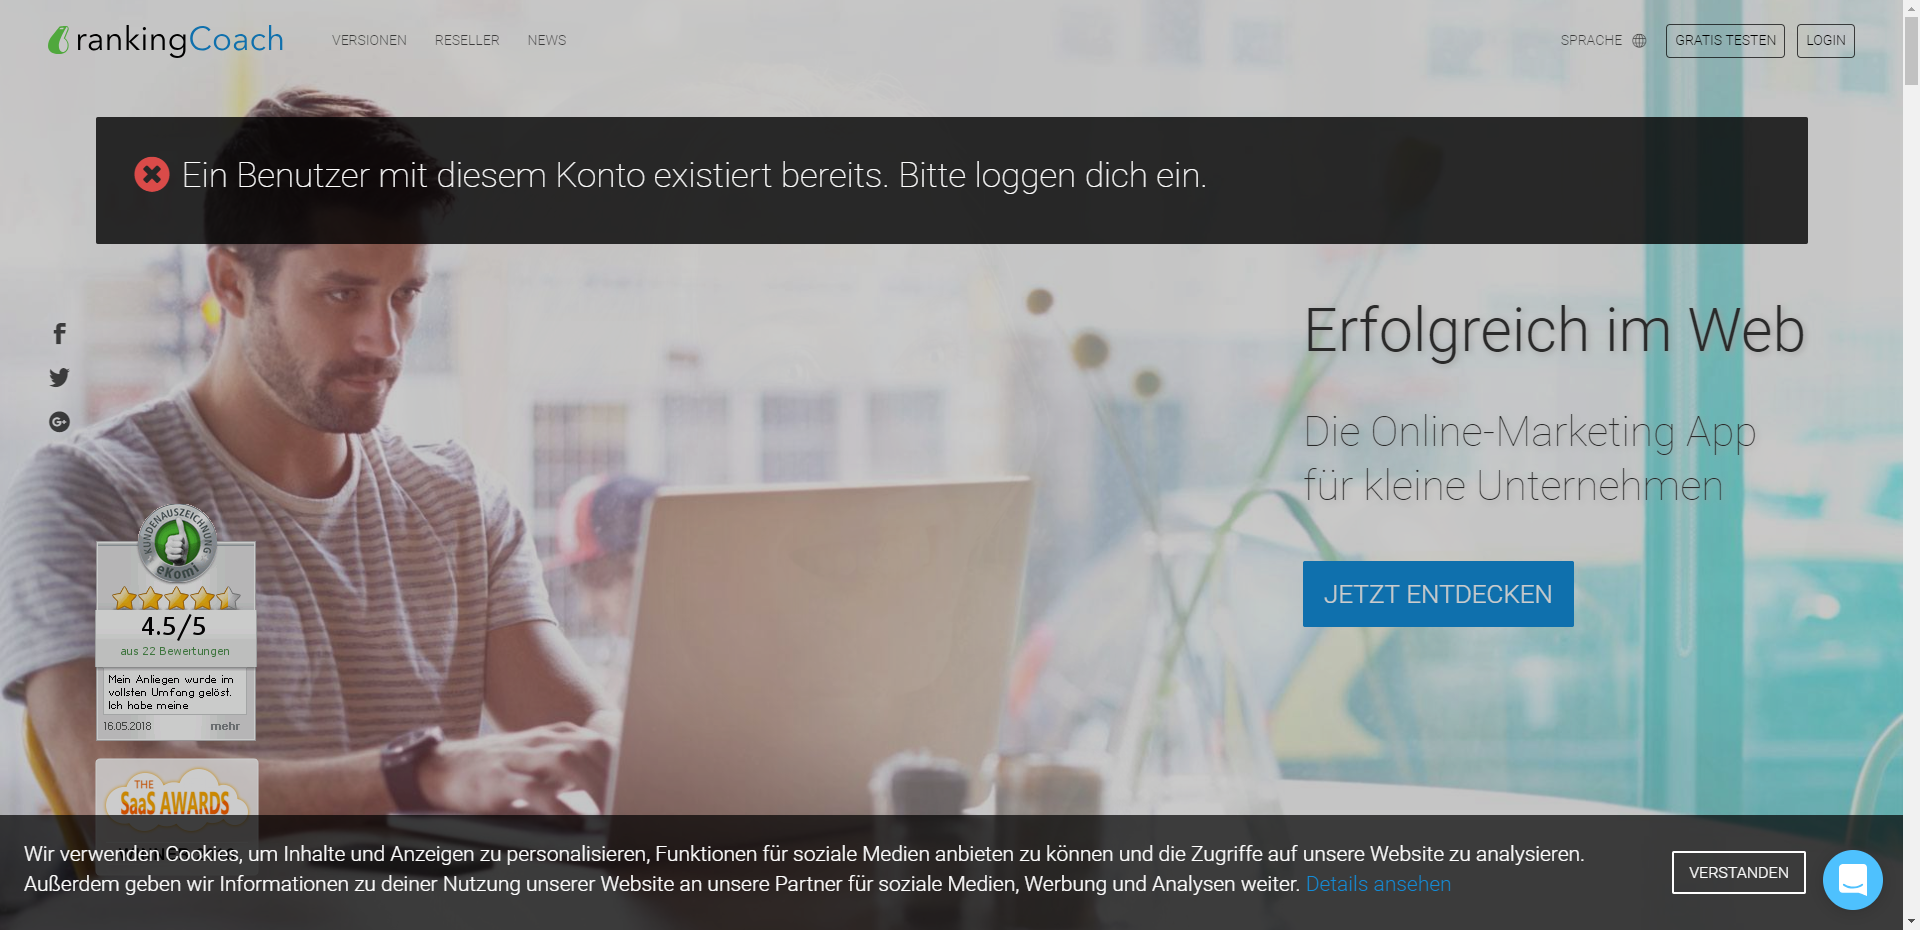 rankingCoach
VERSIONEN RESELLER NEWS
SPRACHE GRATIS TESTEN LOGIN
Ein Benutzer mit diesem Konto existiert bereits. Bitte loggen dich ein.
Erfolgreich im Web
Die Online-Marketing App
für kleine Unternehmen
JETZT ENTDECKEN
KUNDENAUSZEICHNUNG
eKomi
4.5/5
aus 22 Bewertungen
Mein Anliegen wurde im
vollsten Umfang gelöst.
Ich habe meine
16.05.2018 mehr
THE
SaaS AWARDS
Wir verwenden Cookies, um Inhalte und Anzeigen zu personalisieren, Funktionen für soziale Medien anbieten zu können und die Zugriffe auf unsere Website zu analysieren.
Außerdem geben wir Informationen zu deiner Nutzung unserer Website an unsere Partner für soziale Medien, Werbung und Analysen weiter. Details ansehen
VERSTANDEN